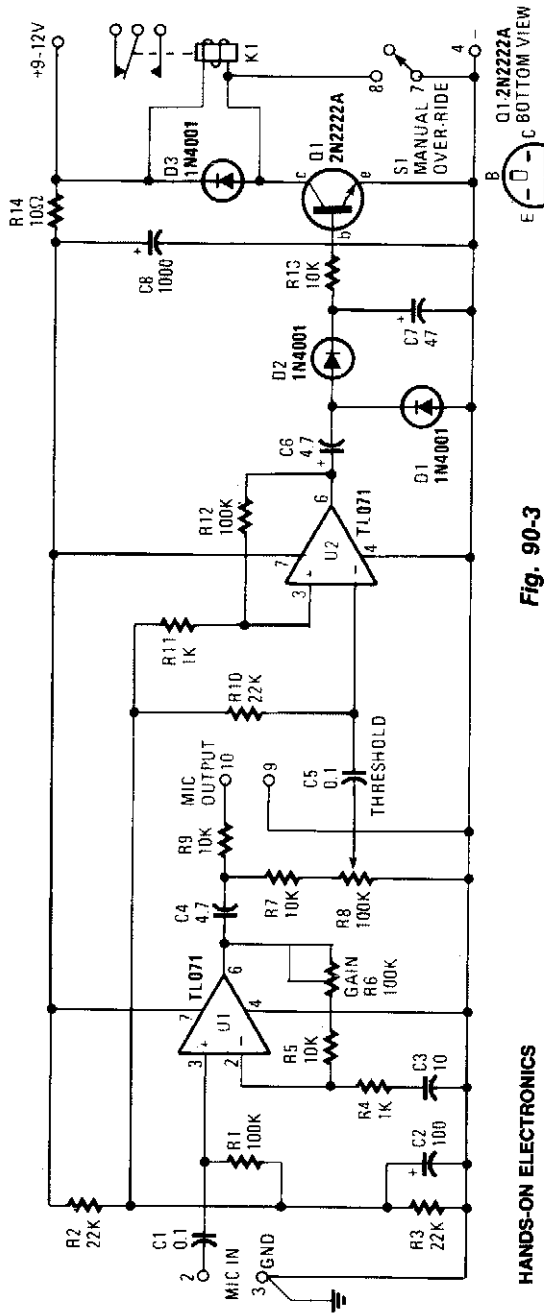 +9-12V
R14
10Ω
K1
D3
1N4001
C8
1000
+
Q1
2N2222A
c
b
e
8
7
S1
MANUAL
OVER-RIDE
4
−
Q1-2N2222A
BOTTOM VIEW
B
E
C
R13
10K
D2
1N4001
C7
47
+
D1
1N4001
C6
4.7
+
R12
100K
TL071
U2
7
6
3
4
+
−
R11
1K
R10
22K
C5
0.1
THRESHOLD
MIC
OUTPUT
10
9
R9
10K
R7
10K
R8
100K
C4
4.7
TL071
U1
7
6
3
2
4
+
−
GAIN
R6
100K
R5
10K
R4
1K
C3
10
R1
100K
C2
100
+
R2
22K
R3
22K
C1
0.1
2
MIC IN
3
GND
HANDS-ON ELECTRONICS
Fig. 90-3